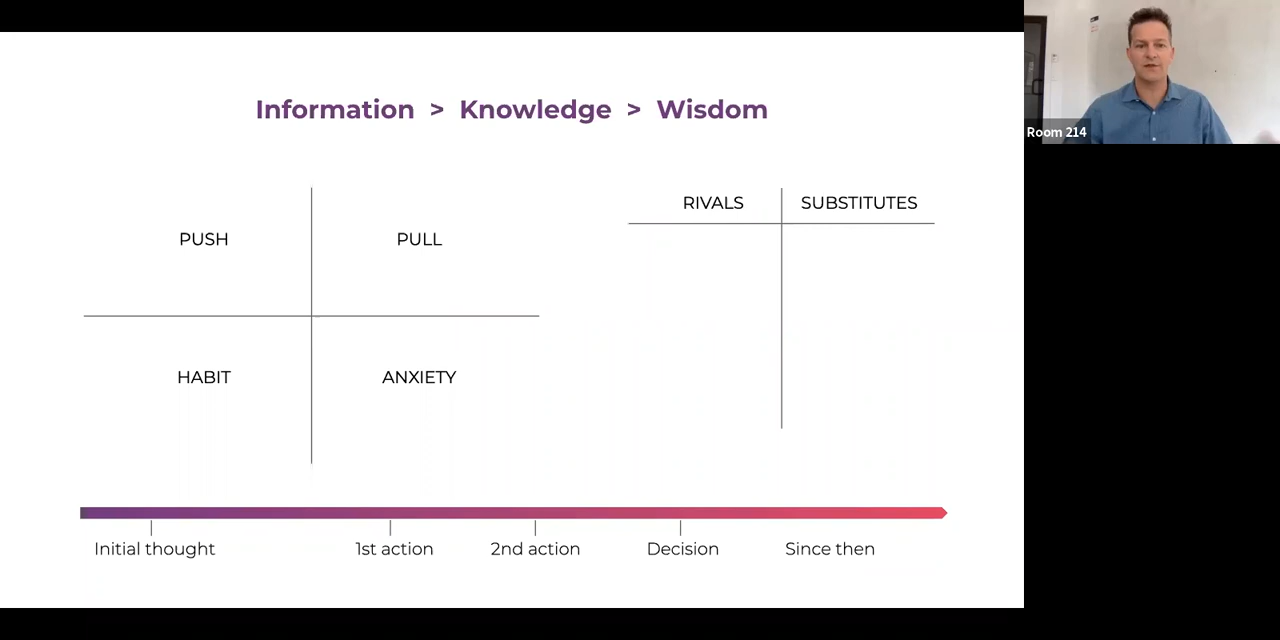 Information > Knowledge > Wisdom
PUSH
PULL
HABIT
ANXIETY
RIVALS
SUBSTITUTES
Initial thought
1st action
2nd action
Decision
Since then
Room 214